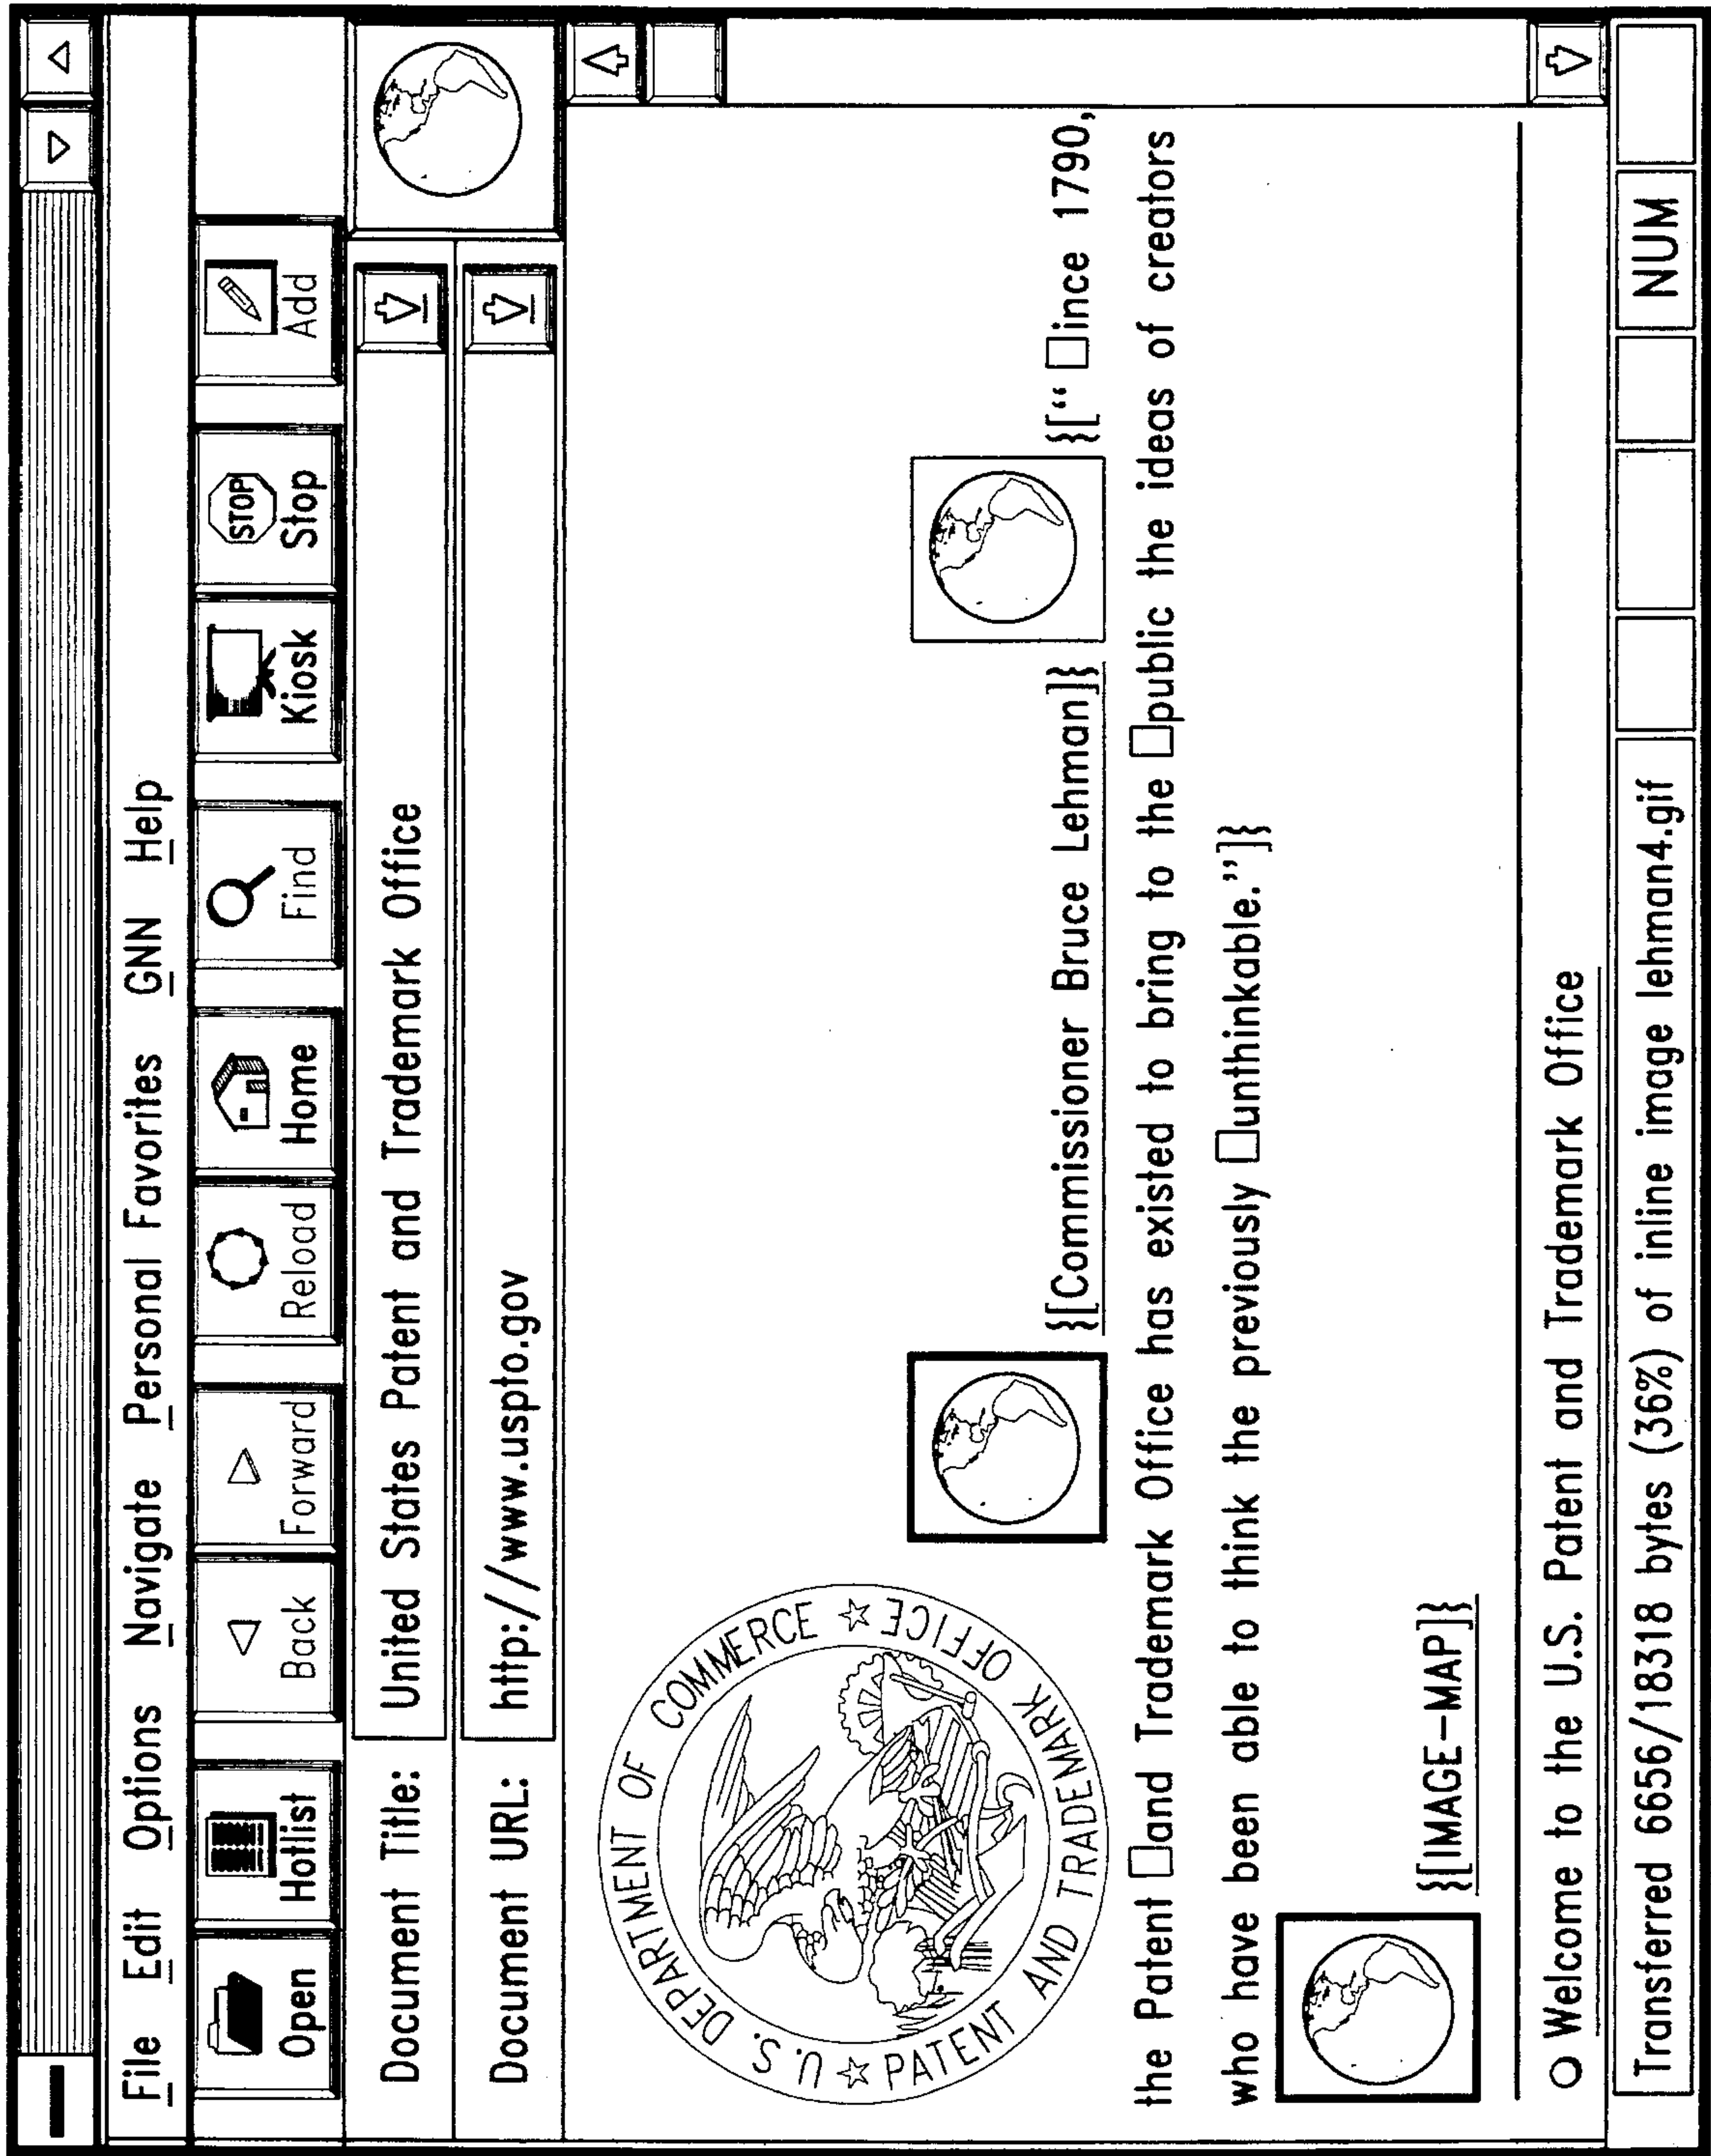 File Edit Options Navigate Personal Favorites GNN Help
Open Hotlist Back Forward Reload Home Find Kiosk STOP Stop Add
Document Title: United States Patent and Trademark Office
Document URL: http://www.uspto.gov
U.S. DEPARTMENT OF COMMERCE ☆ PATENT AND TRADEMARK OFFICE ☆
}[Commissioner Bruce Lehman]} }[“ □ince 1790,
the Patent □and Trademark Office has existed to bring to the □public the ideas of creators
who have been able to think the previously □unthinkable.”]}
}[IMAGE-MAP]}
○ Welcome to the U.S. Patent and Trademark Office
Transferred 6656/18318 bytes (36%) of inline image lehman4.gif NUM